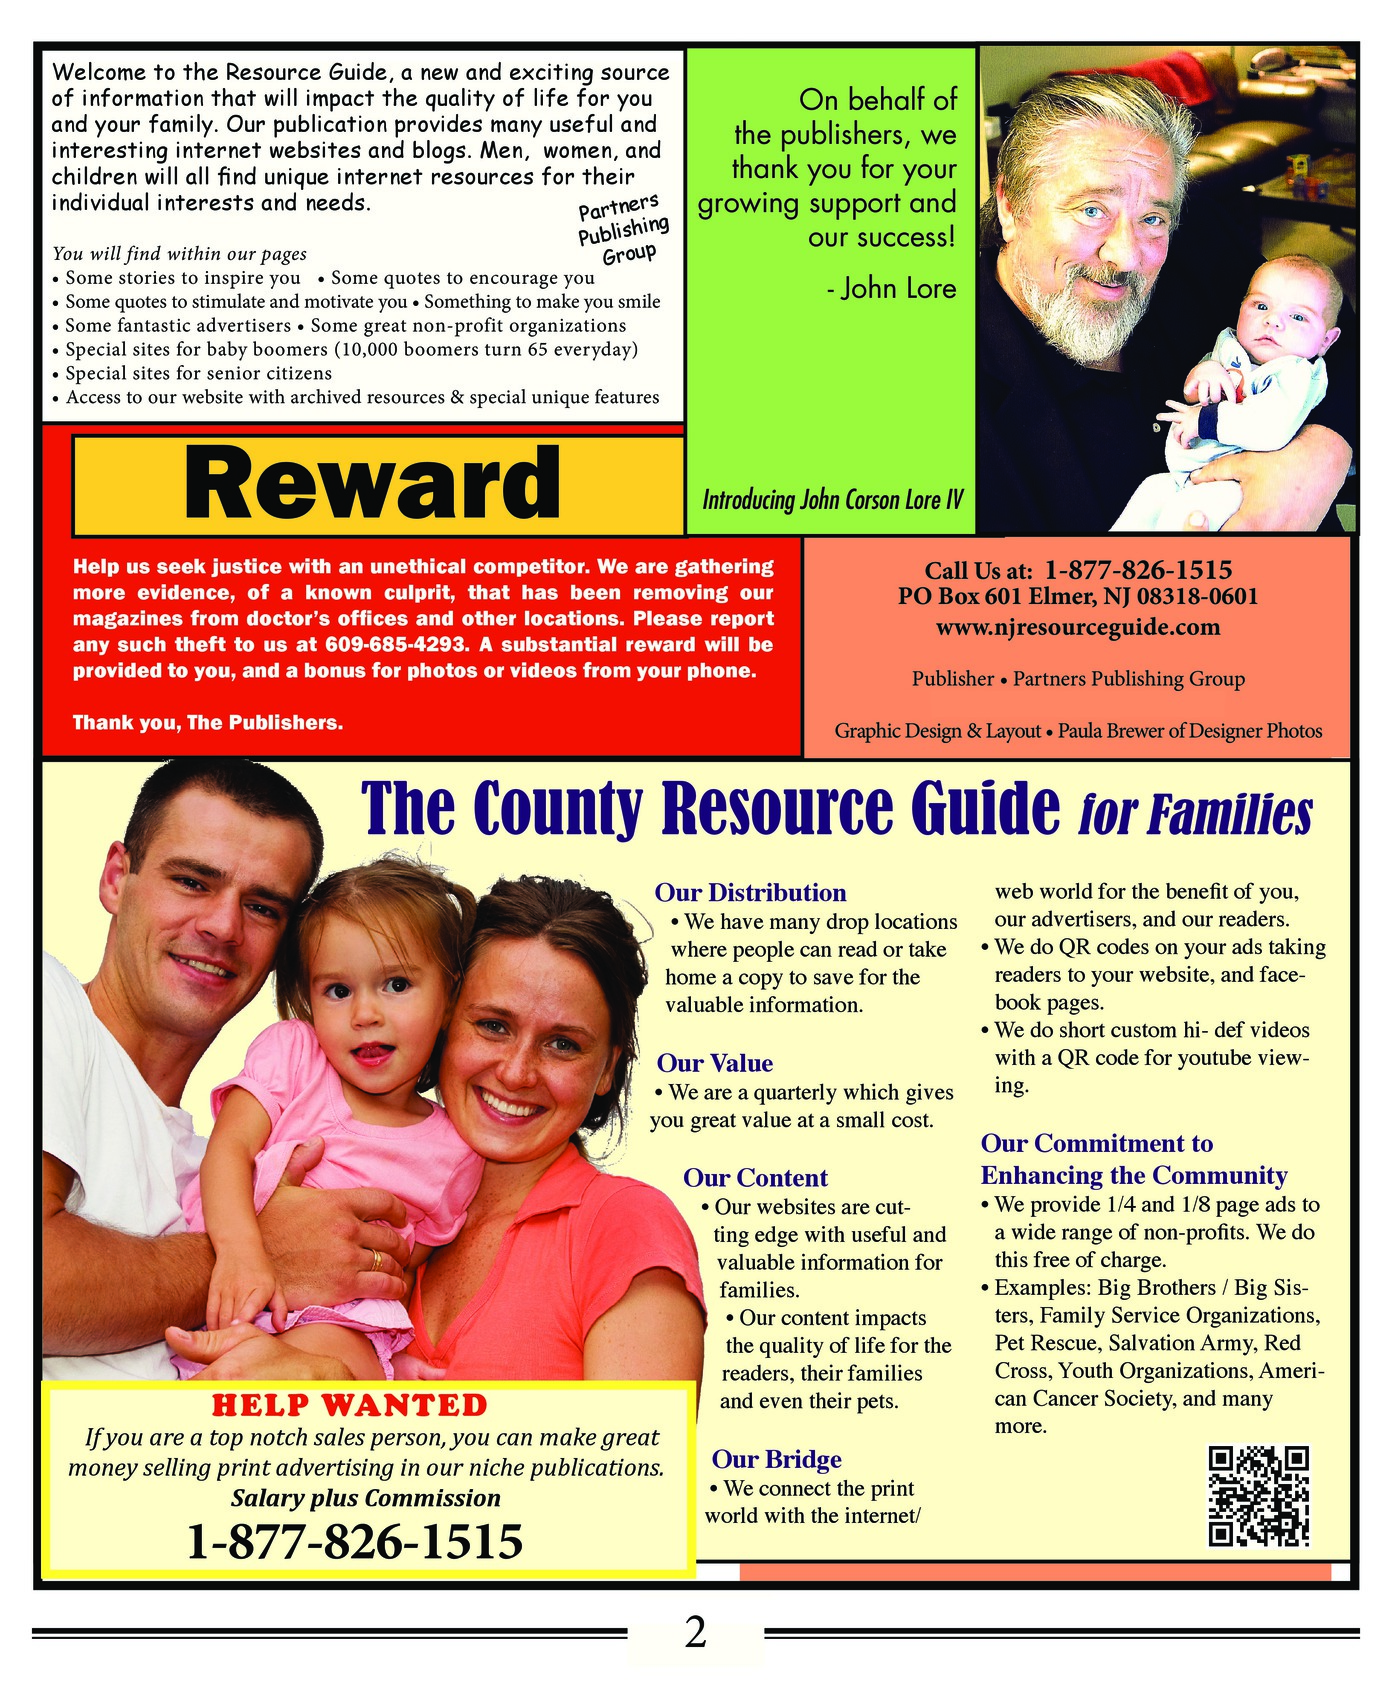 Welcome to the Resource Guide, a new and exciting source
of information that will impact the quality of life for you
and your family. Our publication provides many useful and
interesting internet websites and blogs. Men, women, and
children will all find unique internet resources for their
individual interests and needs.
Partners
Publishing
Group
You will find within our pages
• Some stories to inspire you • Some quotes to encourage you
• Some quotes to stimulate and motivate you • Something to make you smile
• Some fantastic advertisers • Some great non-profit organizations
• Special sites for baby boomers (10,000 boomers turn 65 everyday)
• Special sites for senior citizens
• Access to our website with archived resources & special unique features
On behalf of
the publishers, we
thank you for your
growing support and
our success!
- John Lore
Introducing John Corson Lore IV
Reward
Help us seek justice with an unethical competitor. We are gathering
more evidence, of a known culprit, that has been removing our
magazines from doctor's offices and other locations. Please report
any such theft to us at 609-685-4293. A substantial reward will be
provided to you, and a bonus for photos or videos from your phone.
Thank you, The Publishers.
Call Us at: 1-877-826-1515
PO Box 601 Elmer, NJ 08318-0601
www.njresourceguide.com
Publisher • Partners Publishing Group
Graphic Design & Layout • Paula Brewer of Designer Photos
The County Resource Guide for Families
Our Distribution
• We have many drop locations
where people can read or take
home a copy to save for the
valuable information.
Our Value
• We are a quarterly which gives
you great value at a small cost.
Our Content
• Our websites are cut-
ting edge with useful and
valuable information for
families.
• Our content impacts
the quality of life for the
readers, their families
and even their pets.
Our Bridge
• We connect the print
world with the internet/
web world for the benefit of you,
our advertisers, and our readers.
• We do QR codes on your ads taking
readers to your website, and face-
book pages.
• We do short custom hi- def videos
with a QR code for youtube view-
ing.
Our Commitment to
Enhancing the Community
• We provide 1/4 and 1/8 page ads to
a wide range of non-profits. We do
this free of charge.
• Examples: Big Brothers / Big Sis-
ters, Family Service Organizations,
Pet Rescue, Salvation Army, Red
Cross, Youth Organizations, Ameri-
can Cancer Society, and many
more.
HELP WANTED
If you are a top notch sales person, you can make great
money selling print advertising in our niche publications.
Salary plus Commission
1-877-826-1515
2